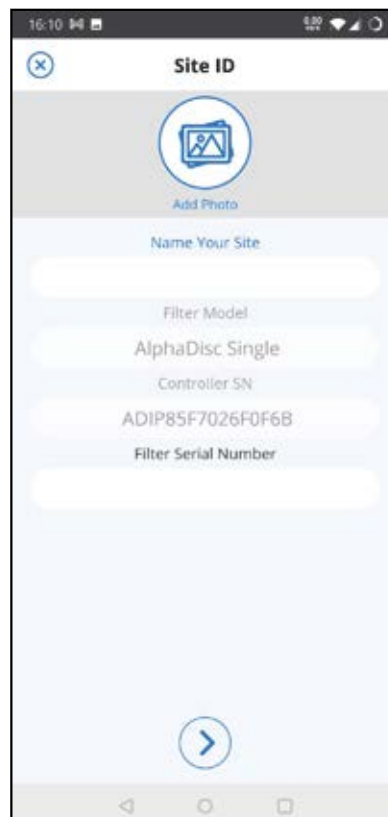 16:10
Site ID
Add Photo
Name Your Site
Filter Model
AlphaDisc Single
Controller SN
ADIP85F7026F0F6B
Filter Serial Number